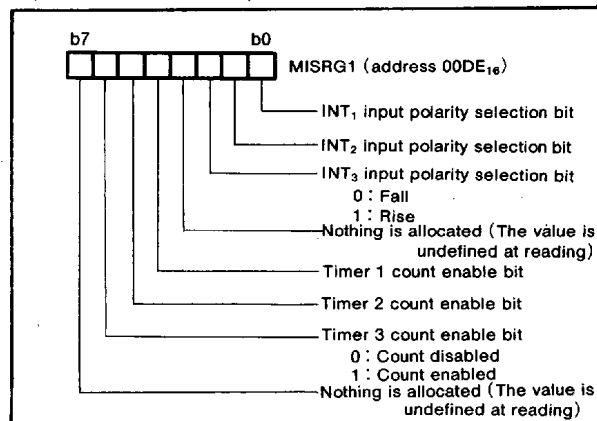 b7 b0
MISRG1 (address 00DE₁₆)
INT₁ input polarity selection bit
INT₂ input polarity selection bit
INT₃ input polarity selection bit
0 : Fall
1 : Rise
Nothing is allocated (The value is
undefined at reading)
Timer 1 count enable bit
Timer 2 count enable bit
Timer 3 count enable bit
0 : Count disabled
1 : Count enabled
Nothing is allocated (The value is
undefined at reading)